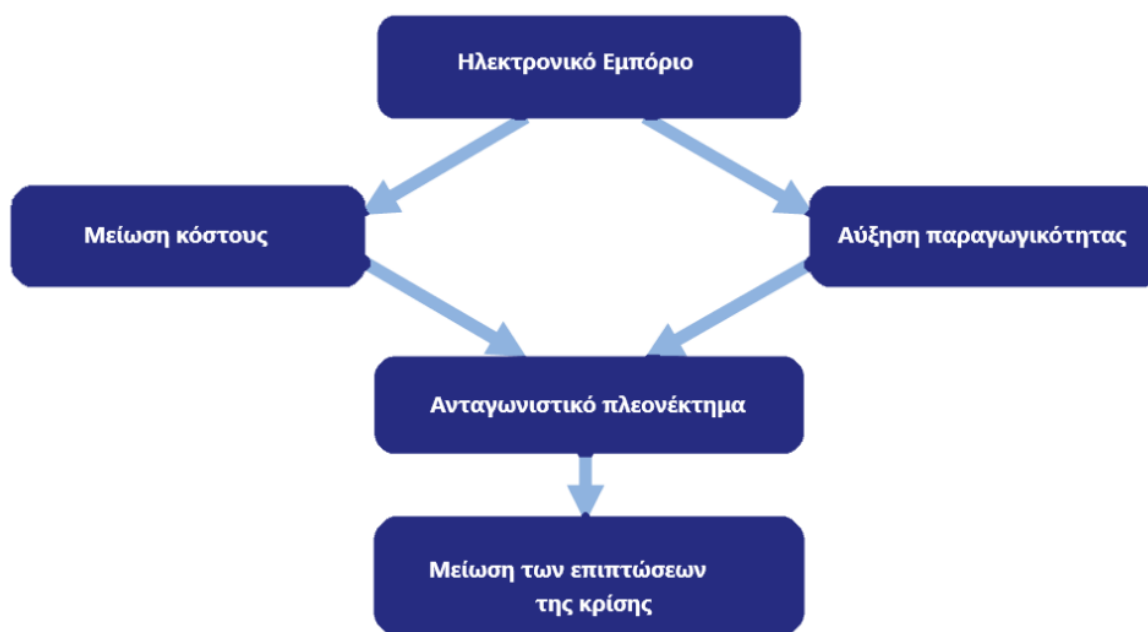 Ηλεκτρονικό Εμπόριο
Μείωση κόστους
Αύξηση παραγωγικότητας
Ανταγωνιστικό πλεονέκτημα
Μείωση των επιπτώσεων
της κρίσης